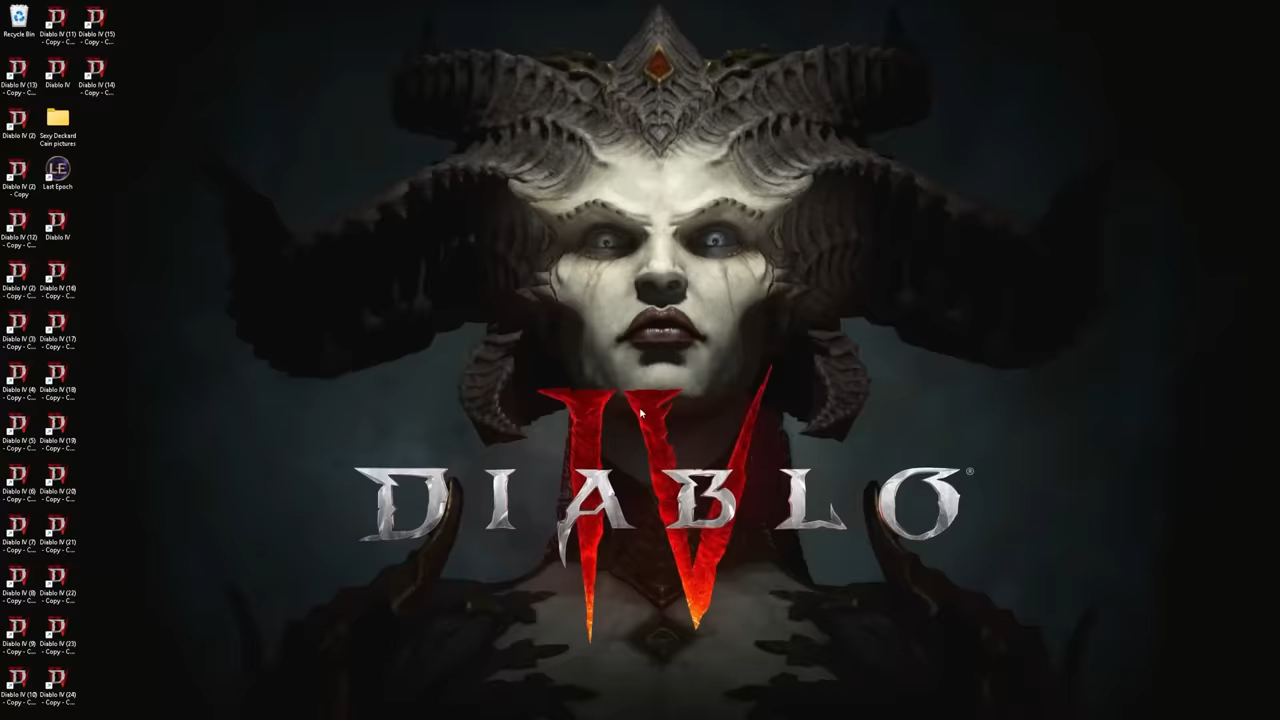 Recycle Bin
Diablo IV (11)
- Copy - C...
Diablo IV (15)
- Copy - C...
Diablo IV (13)
- Copy - C...
Diablo IV
Diablo IV (14)
- Copy - C...
Diablo IV (2)
Sexy Deckard
Cain pictures
Diablo IV (2)
- Copy
LE
Last Epoch
Diablo IV (12)
- Copy - C...
Diablo IV
Diablo IV (2)
- Copy - C...
Diablo IV (16)
- Copy - C...
Diablo IV (3)
- Copy - C...
Diablo IV (17)
- Copy - C...
Diablo IV (4)
- Copy - C...
Diablo IV (18)
- Copy - C...
Diablo IV (5)
- Copy - C...
Diablo IV (19)
- Copy - C...
Diablo IV (6)
- Copy - C...
Diablo IV (20)
- Copy - C...
Diablo IV (7)
- Copy - C...
Diablo IV (21)
- Copy - C...
Diablo IV (8)
- Copy - C...
Diablo IV (22)
- Copy - C...
Diablo IV (9)
- Copy - C...
Diablo IV (23)
- Copy - C...
Diablo IV (10)
- Copy - C...
Diablo IV (24)
- Copy - C...
IV
DIABLO®